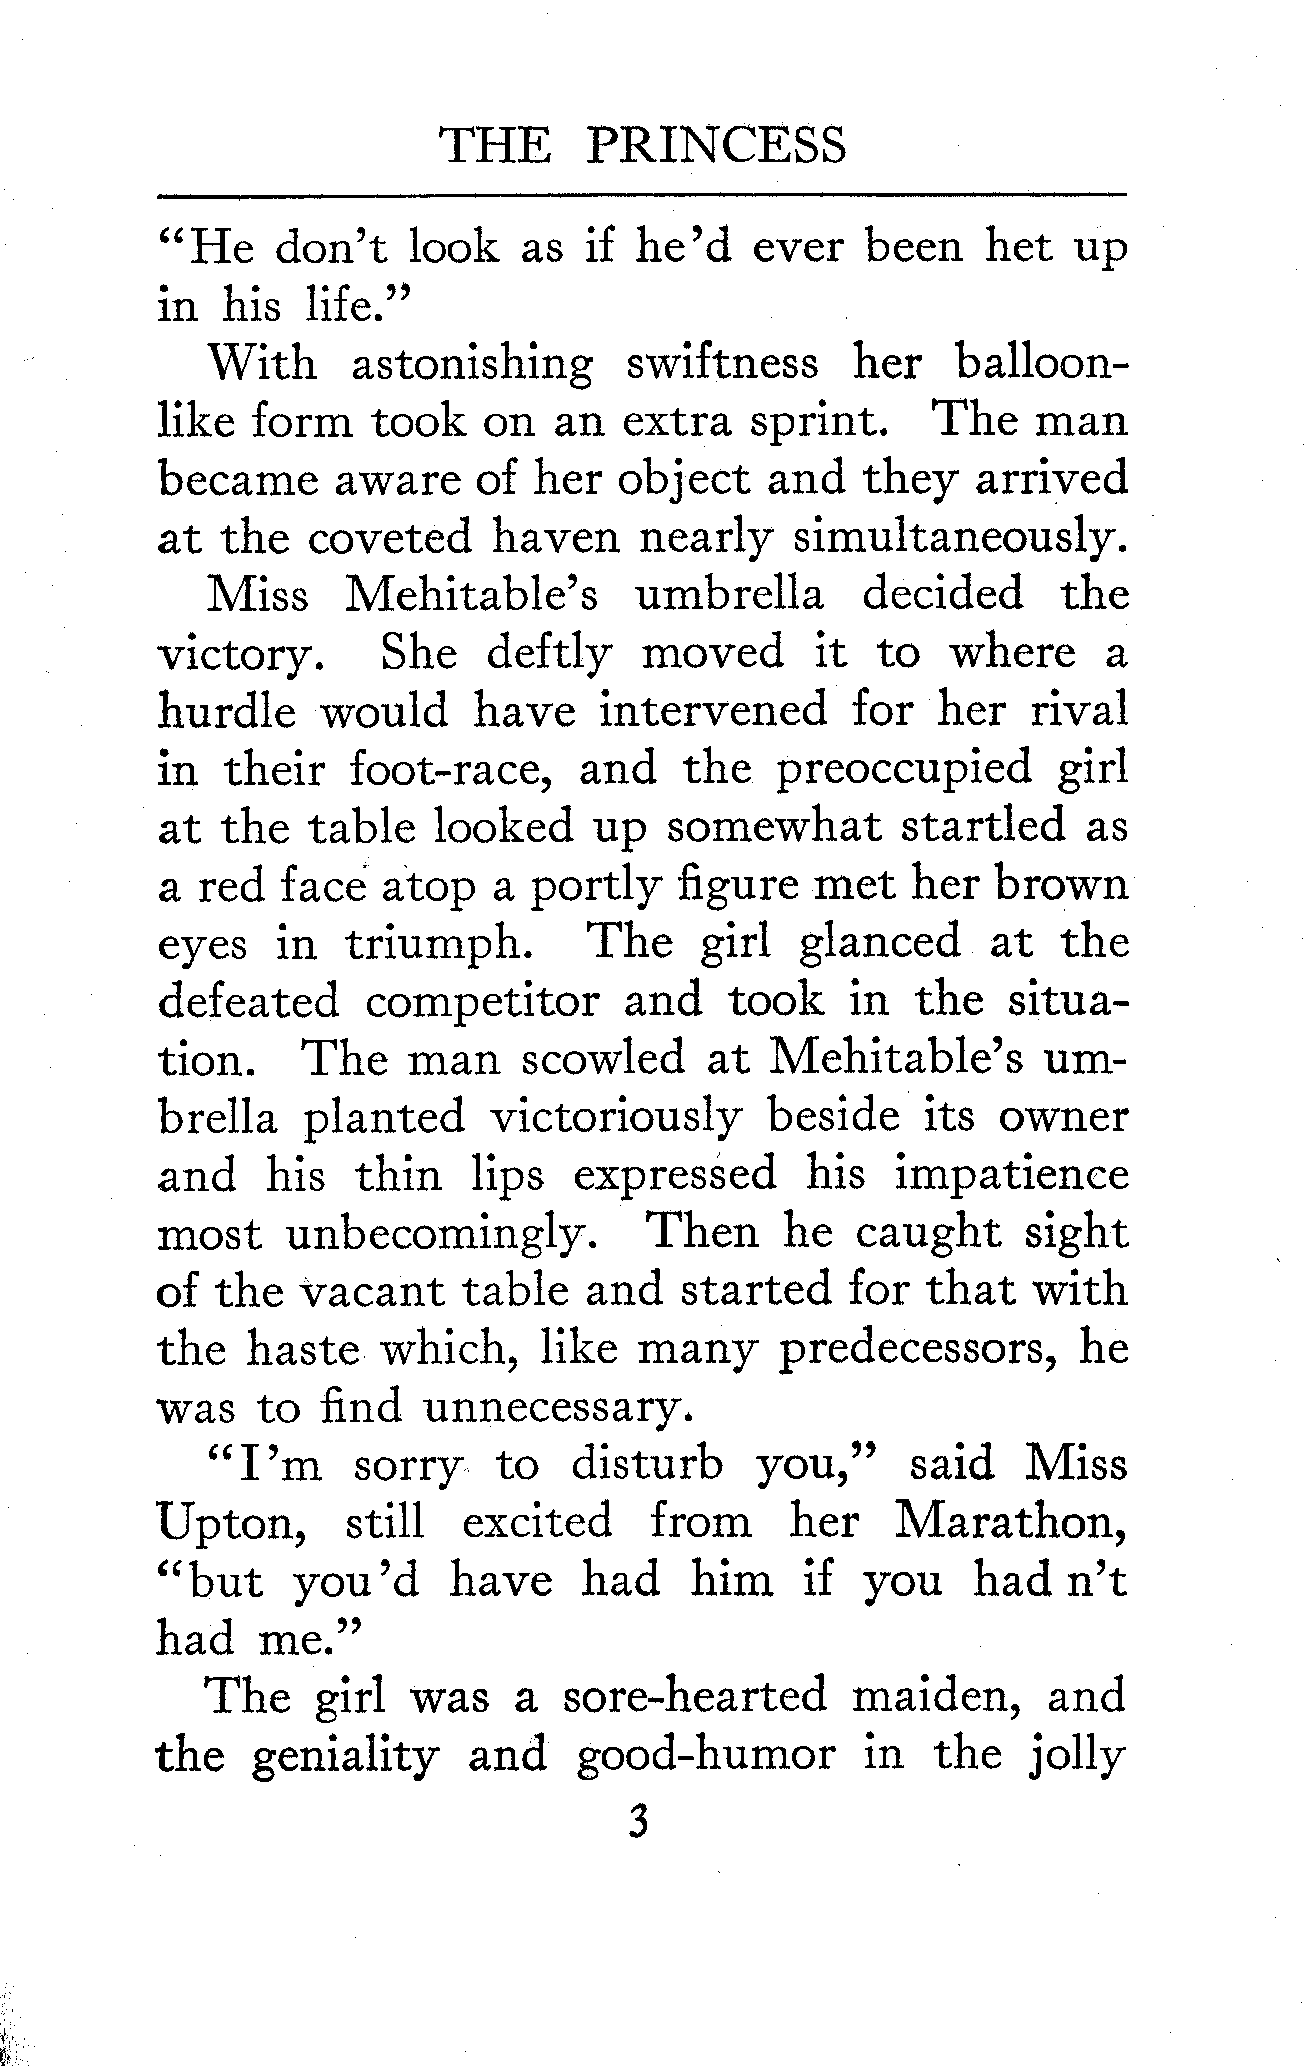 THE PRINCESS
“He don’t look as if he’d ever been het up
in his life.”
With astonishing swiftness her balloon-
like form took on an extra sprint. The man
became aware of her object and they arrived
at the coveted haven nearly simultaneously.
Miss Mehitable’s umbrella decided the
victory. She deftly moved it to where a
hurdle would have intervened for her rival
in their foot-race, and the preoccupied girl
at the table looked up somewhat startled as
a red face atop a portly figure met her brown
eyes in triumph. The girl glanced at the
defeated competitor and took in the situa-
tion. The man scowled at Mehitable’s um-
brella planted victoriously beside its owner
and his thin lips expressed his impatience
most unbecomingly. Then he caught sight
of the vacant table and started for that with
the haste which, like many predecessors, he
was to find unnecessary.
“I’m sorry to disturb you,” said Miss
Upton, still excited from her Marathon,
“but you’d have had him if you had n’t
had me.”
The girl was a sore-hearted maiden, and
the geniality and good-humor in the jolly
3